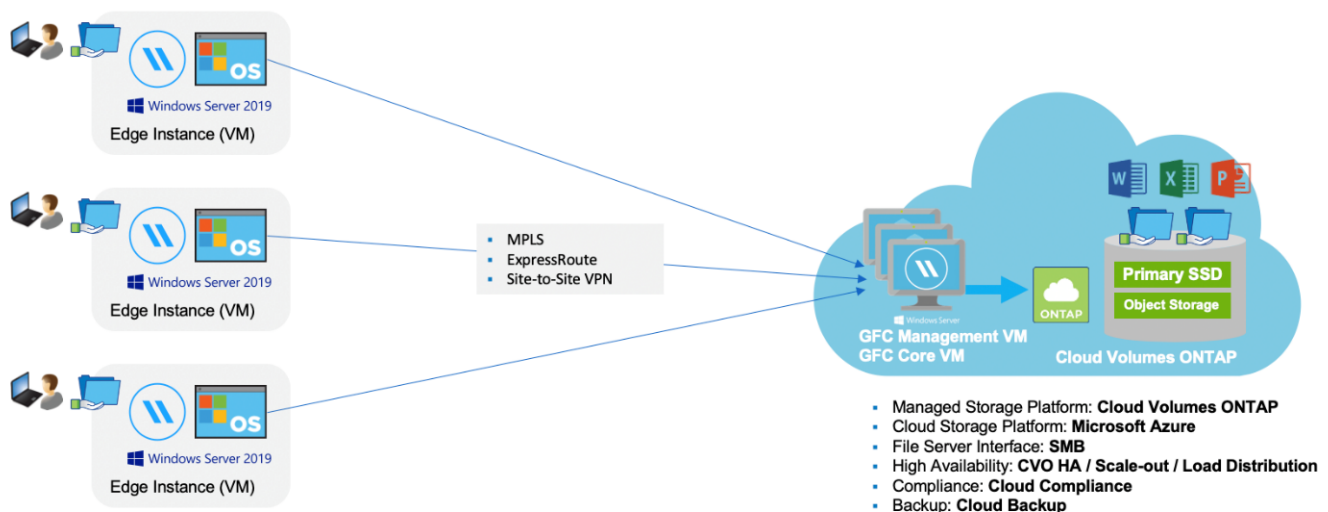 OS
Windows Server 2019
Edge Instance (VM)
OS
Windows Server 2019
Edge Instance (VM)
OS
Windows Server 2019
Edge Instance (VM)
▪ MPLS
▪ ExpressRoute
▪ Site-to-Site VPN
W
X
P
Primary SSD
Object Storage
ONTAP
Windows Server
GFC Management VM
GFC Core VM
Cloud Volumes ONTAP
▪ Managed Storage Platform: Cloud Volumes ONTAP
▪ Cloud Storage Platform: Microsoft Azure
▪ File Server Interface: SMB
▪ High Availability: CVO HA / Scale-out / Load Distribution
▪ Compliance: Cloud Compliance
▪ Backup: Cloud Backup